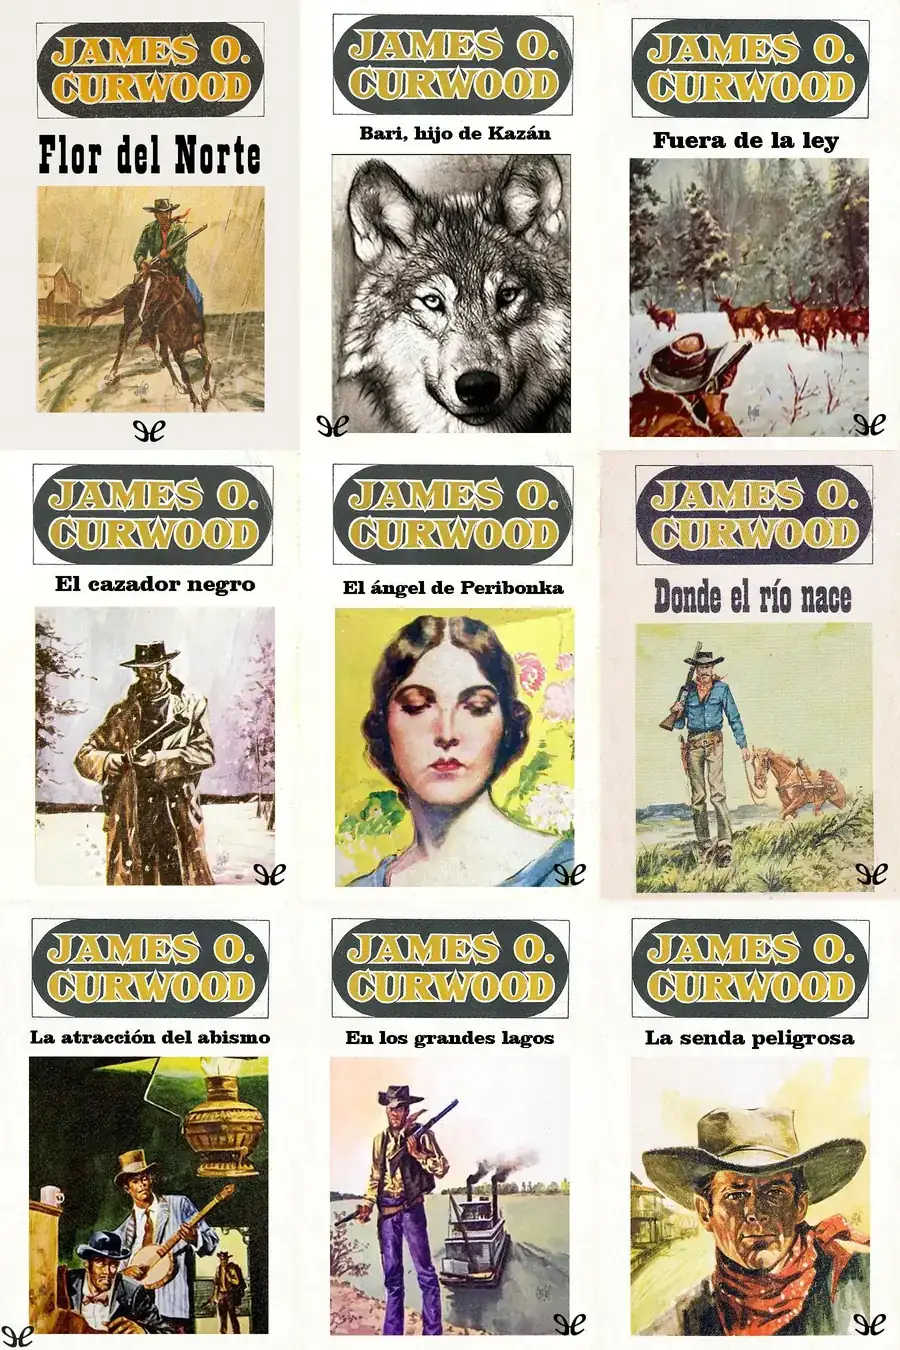 JAMES O.
CURWOOD
Flor del Norte
JAMES O.
CURWOOD
Bari, hijo de Kazán
JAMES O.
CURWOOD
Fuera de la ley
JAMES O.
CURWOOD
El cazador negro
JAMES O.
CURWOOD
El ángel de Peribonka
JAMES O.
CURWOOD
Donde el río nace
JAMES O.
CURWOOD
La atracción del abismo
JAMES O.
CURWOOD
En los grandes lagos
JAMES O.
CURWOOD
La senda peligrosa